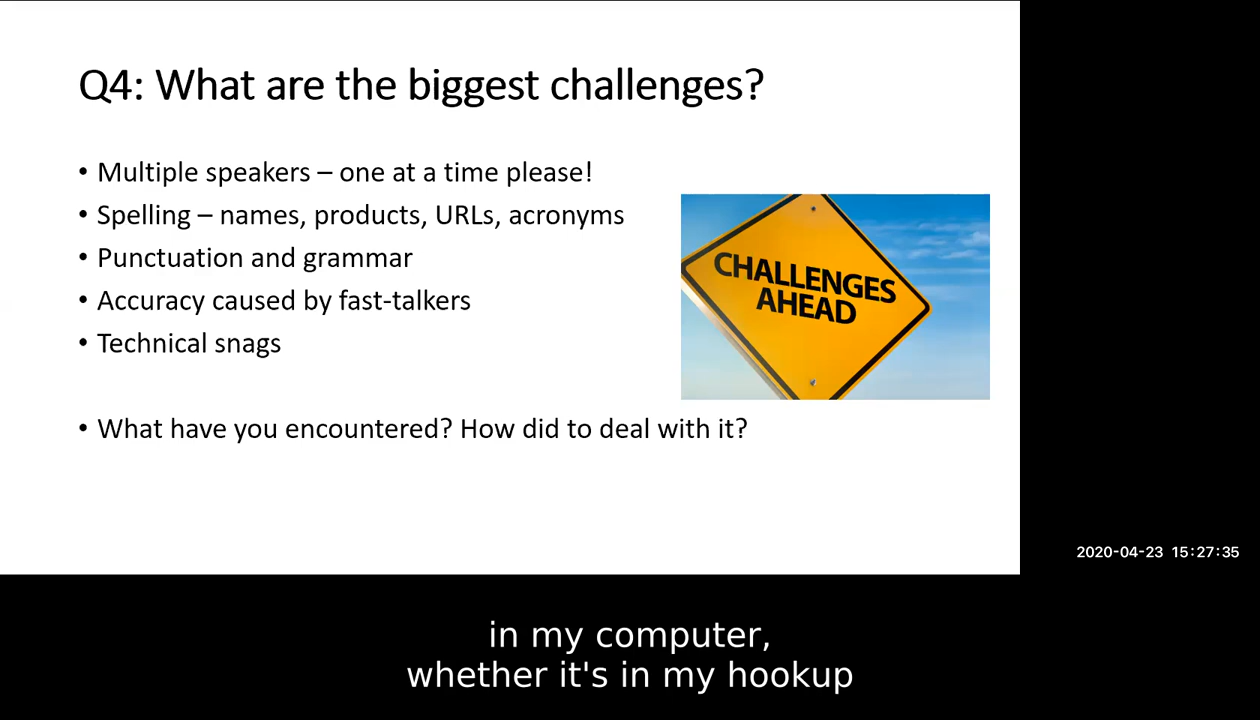 Q4: What are the biggest challenges?
• Multiple speakers – one at a time please!
• Spelling – names, products, URLs, acronyms
• Punctuation and grammar
• Accuracy caused by fast-talkers
• Technical snags
• What have you encountered? How did to deal with it?
CHALLENGES
AHEAD
2020-04-23 15:27:35
in my computer,
whether it's in my hookup